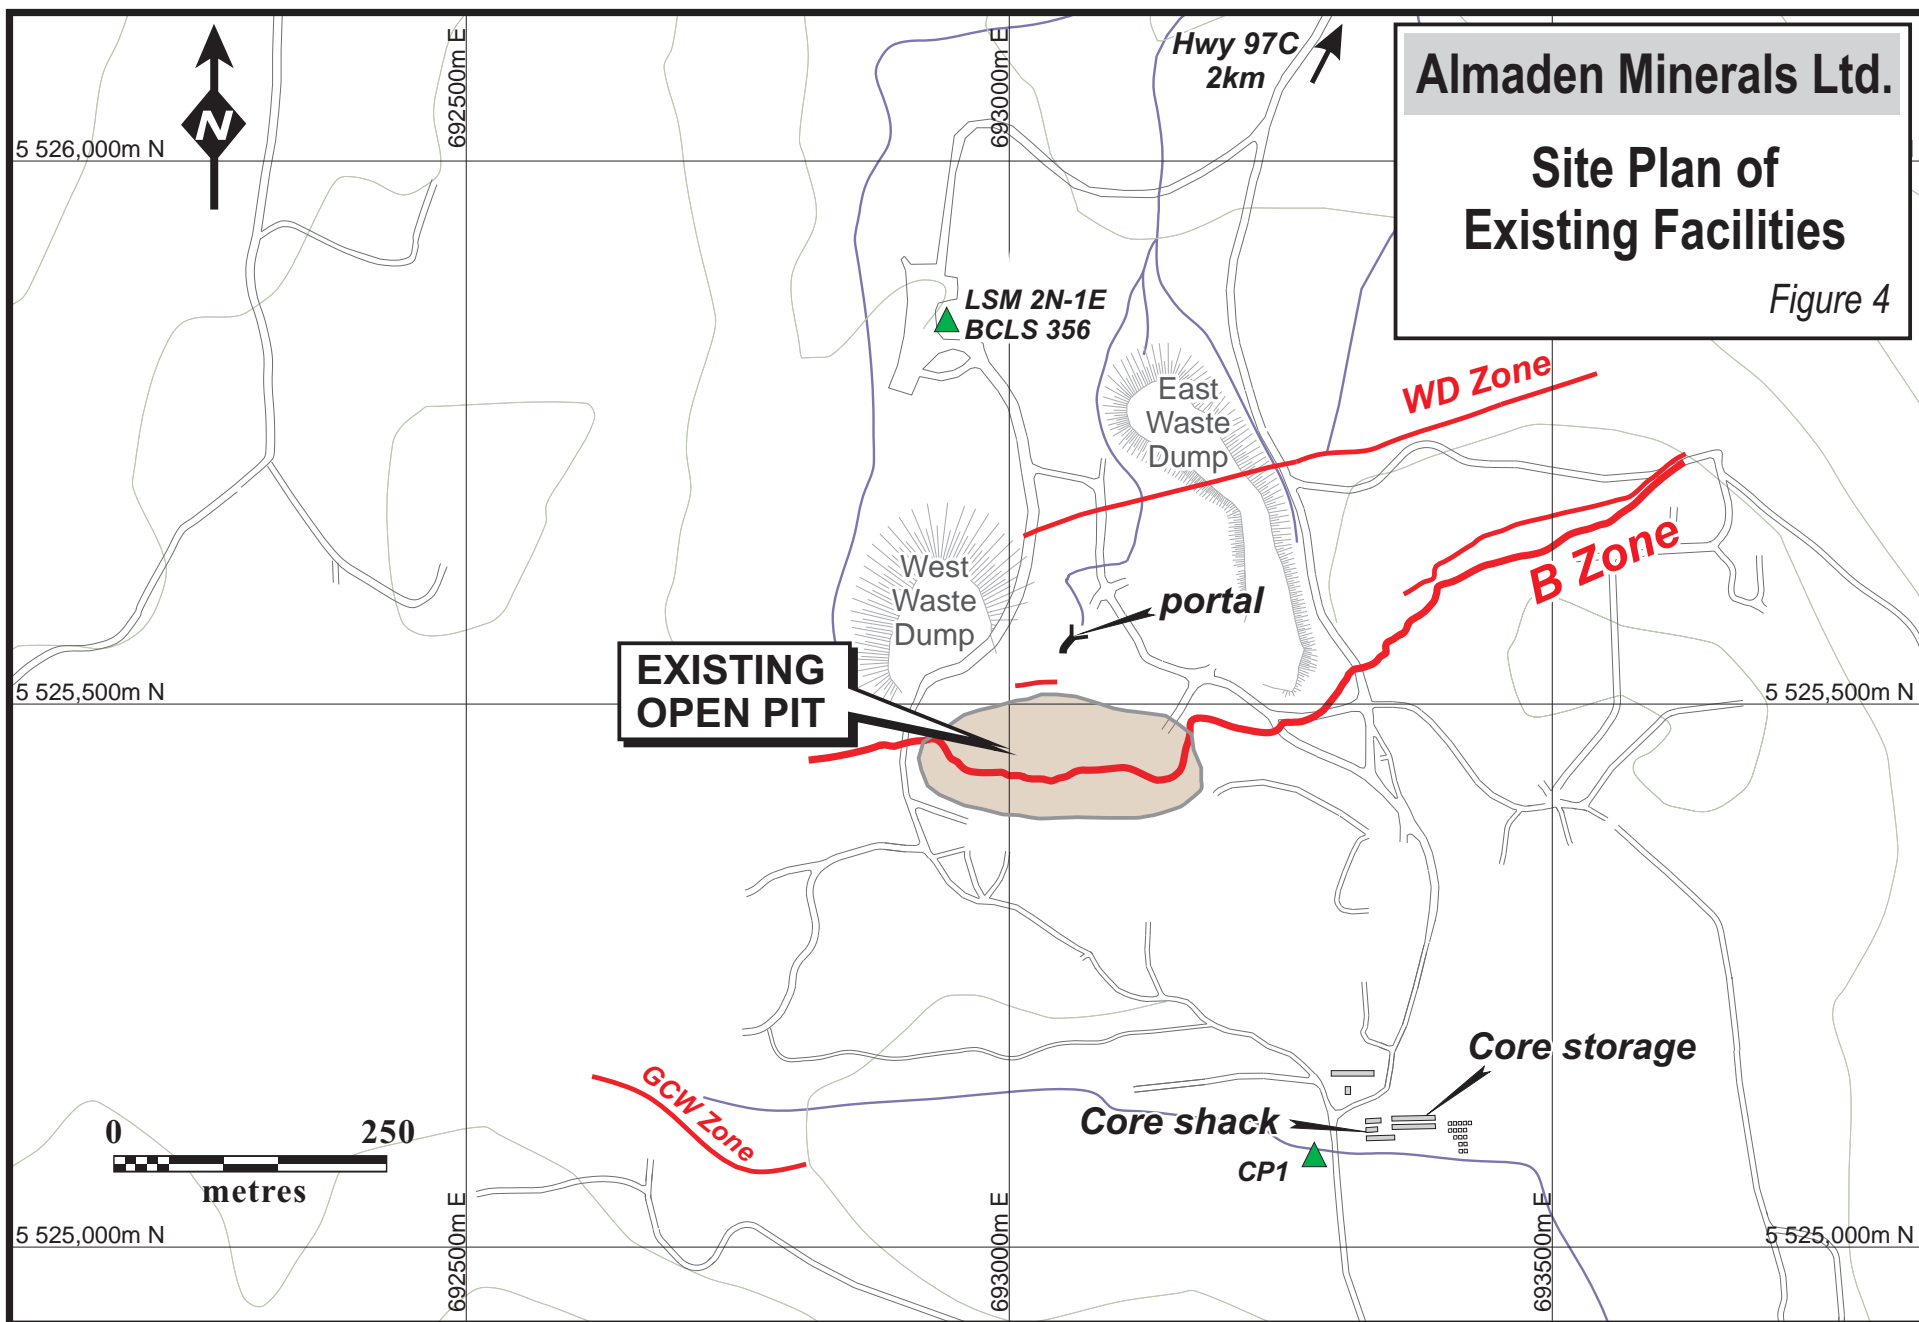 Almaden Minerals Ltd.
Site Plan of
Existing Facilities
Figure 4
Hwy 97C
2km
N
692500m E
693000m E
5 526,000m N
LSM 2N-1E
BCLS 356
WD Zone
East
Waste
Dump
B Zone
West
Waste
Dump
portal
EXISTING
OPEN PIT
5 525,500m N
5 525,500m N
Core storage
GCW Zone
Core shack
CP1
0 250
metres
5 525,000m N
5 525,000m N
692500m E
693000m E
693500m E